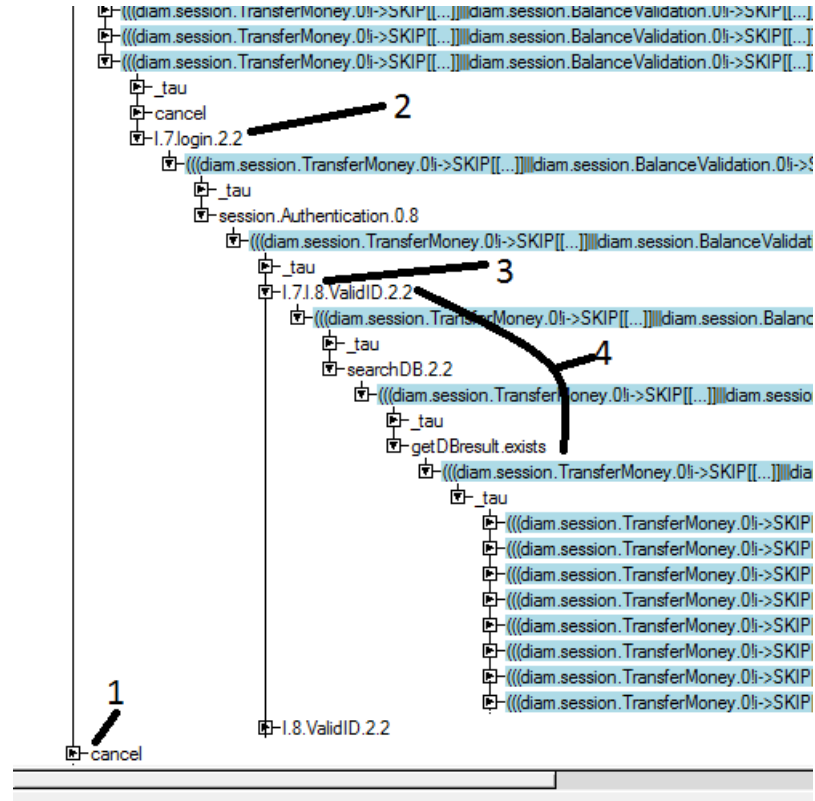 (((diam.session.TransferMoney.0!i->SKIP[[...]]|||diam.session.BalanceValidation.0!i->SKIP[[...]
(((diam.session.TransferMoney.0!i->SKIP[[...]]|||diam.session.BalanceValidation.0!i->SKIP[[...]
(((diam.session.TransferMoney.0!i->SKIP[[...]]|||diam.session.BalanceValidation.0!i->SKIP[[...]
_tau
cancel
2
l.7.login.2.2
(((diam.session.TransferMoney.0!i->SKIP[[...]]|||diam.session.BalanceValidation.0!i->S
_tau
session.Authentication.0.8
(((diam.session.TransferMoney.0!i->SKIP[[...]]|||diam.session.BalanceValidat
_tau
3
l.7.l.8.ValidID.2.2
(((diam.session.TransferMoney.0!i->SKIP[[...]]|||diam.session.Balanc
_tau
4
searchDB.2.2
(((diam.session.TransferMoney.0!i->SKIP[[...]]|||diam.sessio
_tau
getDBresult.exists
(((diam.session.TransferMoney.0!i->SKIP[[...]]|||dia
_tau
(((diam.session.TransferMoney.0!i->SKIP[
(((diam.session.TransferMoney.0!i->SKIP[
(((diam.session.TransferMoney.0!i->SKIP[
(((diam.session.TransferMoney.0!i->SKIP[
(((diam.session.TransferMoney.0!i->SKIP[
(((diam.session.TransferMoney.0!i->SKIP[
(((diam.session.TransferMoney.0!i->SKIP[
(((diam.session.TransferMoney.0!i->SKIP[
1
l.8.ValidID.2.2
cancel